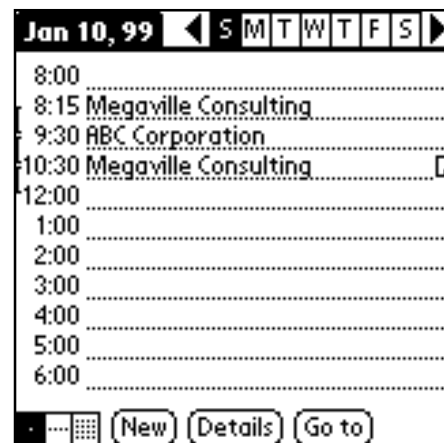 Jan 10, 99 S M T W T F S
8:00
8:15 Megaville Consulting
9:30 ABC Corporation
10:30 Megaville Consulting
12:00
1:00
2:00
3:00
4:00
5:00
6:00
New Details Go to